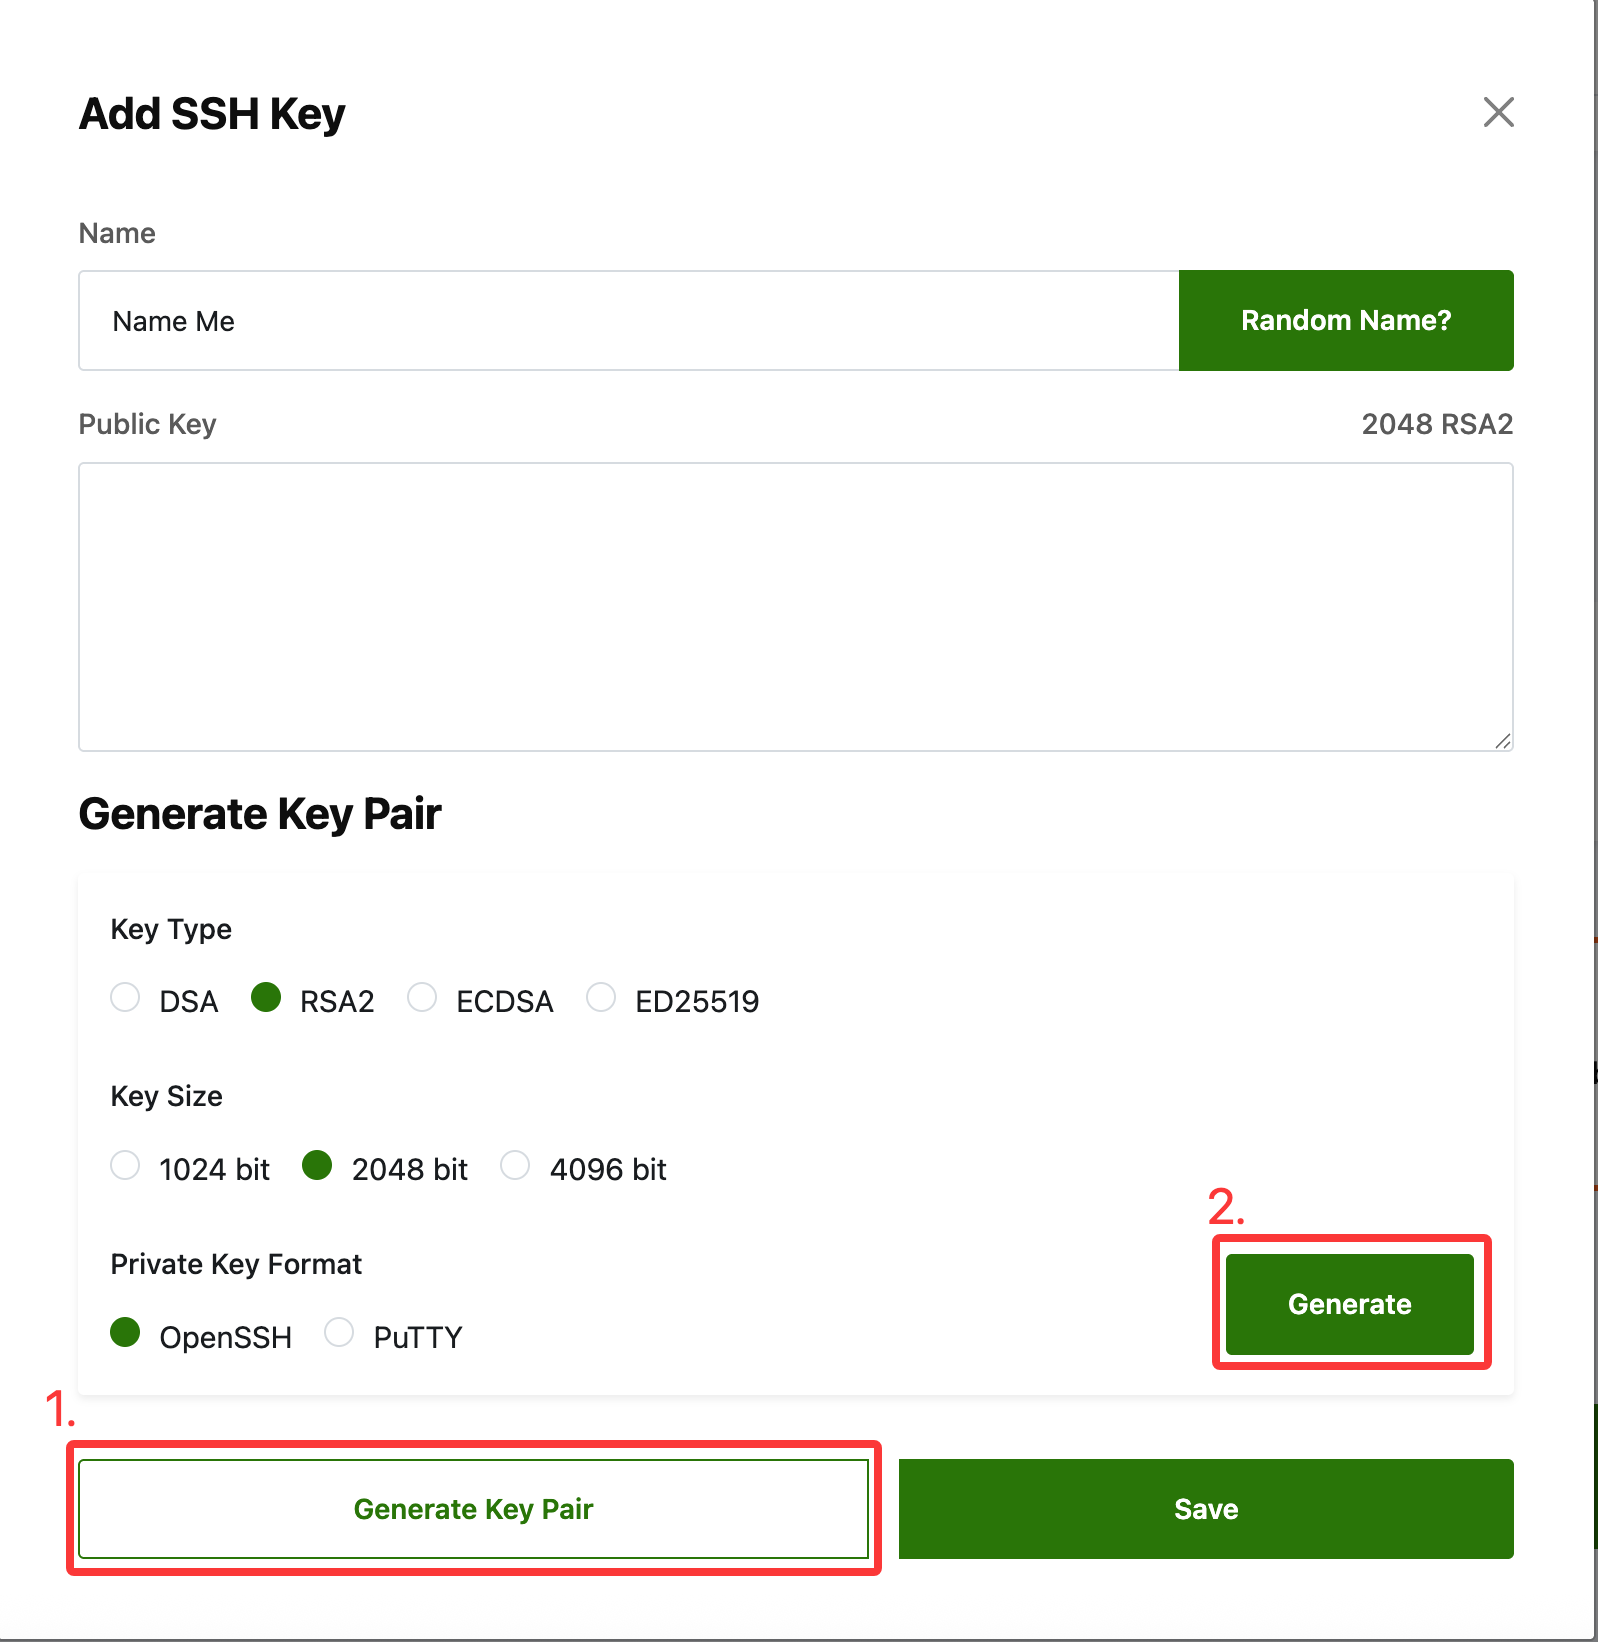 Add SSH Key
Name
Name Me
Random Name?
Public Key
2048 RSA2
Generate Key Pair
Key Type
DSA
RSA2
ECDSA
ED25519
Key Size
1024 bit
2048 bit
4096 bit
2.
Private Key Format
Generate
OpenSSH
PuTTY
1.
Generate Key Pair
Save